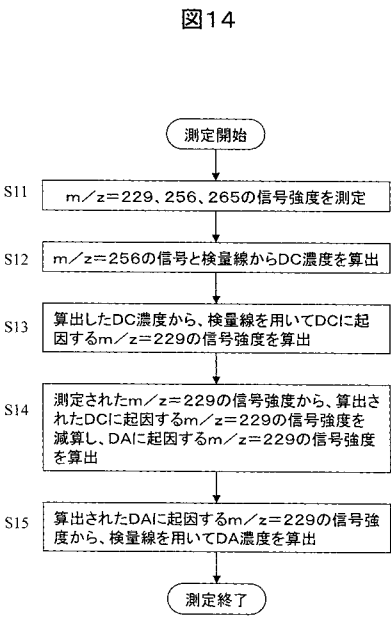 図14
測定開始
S11
m/z=229、256、265の信号強度を測定
S12
m/z=256の信号と検量線からDC濃度を算出
S13
算出したDC濃度から、検量線を用いてDCに起
因するm/z=229の信号強度を算出
S14
測定されたm/z=229の信号強度から、算出さ
れたDCに起因するm/z=229の信号強度を
減算し、DAに起因するm/z=229の信号強度
を算出
S15
算出されたDAに起因するm/z=229の信号強
度から、検量線を用いてDA濃度を算出
測定終了